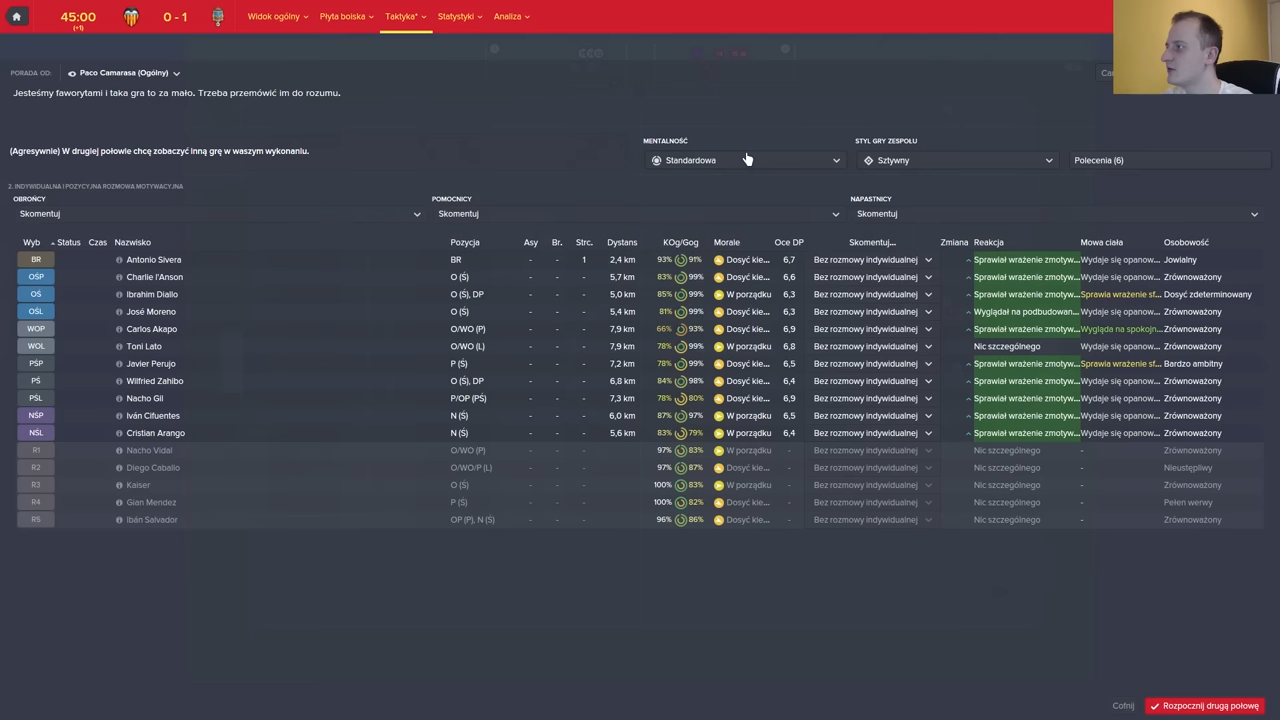 45:00
(+1)
0 - 1
Widok ogólny
Płyta boiska
Taktyka*
Statystyki
Analiza
PORADA OD:
Paco Camarasa (Ogólny)
Jesteśmy faworytami i taka gra to za mało. Trzeba przemówić im do rozumu.
(Agresywnie) W drugiej połowie chcę zobaczyć inną grę w waszym wykonaniu.
MENTALNOŚĆ
STYL GRY ZESPOŁU
Standardowa
Sztywny
Polecenia (6)
2. INDYWIDUALNA I POZYCYJNA ROZMOWA MOTYWACYJNA
OBROŃCY POMOCNICY NAPASTNICY
Skomentuj Skomentuj Skomentuj
Wyb Status Czas Nazwisko Pozycja Asy Br. Strc. Dystans KOg/Gog Morale Oce DP Skomentuj... Zmiana Reakcja Mowa ciała Osobowość
BR Antonio Sivera BR - - 1 2,4 km 93% 91% Dosyć kie... 6,7 Bez rozmowy indywidualnej Sprawiał wrażenie zmotyw... Wydaje się opanow... Jowialny
OŚP Charlie I'Anson O (Ś) - - - 5,7 km 83% 99% Dosyć kie... 6,6 Bez rozmowy indywidualnej Sprawiał wrażenie zmotyw... Wydaje się opanow... Zrównoważony
OŚ Ibrahim Diallo O (Ś), DP - - - 5,0 km 85% 99% W porządku 6,3 Bez rozmowy indywidualnej Sprawiał wrażenie zmotyw... Sprawia wrażenie sf... Dosyć zdeterminowany
OŚL José Moreno O (Ś) - - - 5,4 km 81% 99% Dosyć kie... 6,3 Bez rozmowy indywidualnej Wyglądał na podbudowan... Wydaje się opanow... Zrównoważony
WOP Carlos Akapo O/WO (P) - - - 7,9 km 66% 93% Dosyć kie... 6,9 Bez rozmowy indywidualnej Sprawiał wrażenie zmotyw... Wygląda na spokojn... Zrównoważony
WOL Toni Lato O/WO (L) - - - 7,9 km 78% 99% W porządku 6,8 Bez rozmowy indywidualnej Nic szczególnego Wydaje się opanow... Zrównoważony
PŚP Javier Perujo P (Ś) - - - 7,2 km 78% 99% Dosyć kie... 6,5 Bez rozmowy indywidualnej Sprawiał wrażenie zmotyw... Sprawia wrażenie sf... Bardzo ambitny
PŚ Wilfried Zahibo O (Ś), DP - - - 6,8 km 84% 98% Dosyć kie... 6,4 Bez rozmowy indywidualnej Sprawiał wrażenie zmotyw... Wydaje się opanow... Zrównoważony
PŚL Nacho Gil P/OP (PŚ) - - - 7,3 km 78% 80% Dosyć kie... 6,9 Bez rozmowy indywidualnej Sprawiał wrażenie zmotyw... Wydaje się opanow... Zrównoważony
NŚP Iván Cifuentes N (Ś) - - - 6,0 km 87% 97% W porządku 6,5 Bez rozmowy indywidualnej Sprawiał wrażenie zmotyw... Wydaje się opanow... Zrównoważony
NŚL Cristian Arango N (Ś) - - - 5,6 km 83% 79% W porządku 6,4 Bez rozmowy indywidualnej Sprawiał wrażenie zmotyw... Wydaje się opanow... Zrównoważony
R1 Nacho Vidal O/WO (P) - - - 97% 83% W porządku - Bez rozmowy indywidualnej Nic szczególnego - Zrównoważony
R2 Diego Caballo O/WO/P (L) - - - 97% 87% Dosyć kie... - Bez rozmowy indywidualnej Nic szczególnego - Nieustępliwy
R3 Kaiser O (Ś) - - - 100% 83% W porządku - Bez rozmowy indywidualnej Nic szczególnego - Zrównoważony
R4 Gian Mendez P (Ś) - - - 100% 82% Dosyć kie... - Bez rozmowy indywidualnej Nic szczególnego - Pełen werwy
R5 Ibán Salvador OP (P), N (Ś) - - - 96% 86% Dosyć kie... - Bez rozmowy indywidualnej Nic szczególnego - Zrównoważony
Cofnij
Rozpocznij drugą połowę